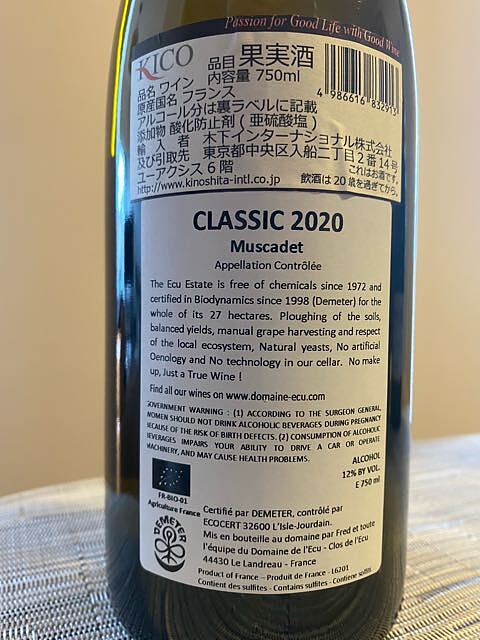 Passion for Good Life with Good Wine
KICO
品目 果実酒
内容量 750ml
品名 ワイン
原産国名 フランス
アルコール分は裏ラベルに記載
添加物 酸化防止剤(亜硫酸塩)
輸入者 木下インターナショナル株式会社
及び引取先 東京都中央区入船二丁目2番14号
ユーアクシス6階
これはお酒です。
http://www.kinoshita-intl.co.jp 飲酒は20歳を過ぎてから。
4 986616 832913
CLASSIC 2020
Muscadet
Appellation Contrôlée
The Ecu Estate is free of chemicals since 1972 and
certified in Biodynamics since 1998 (Demeter) for the
whole of its 27 hectares. Ploughing of the soils,
balanced yields, manual grape harvesting and respect
of the local ecosystem, Natural yeasts, No artificial
Oenology and No technology in our cellar. No make
up, Just a True Wine !
Find all our wines on www.domaine-ecu.com
GOVERNMENT WARNING : (1) ACCORDING TO THE SURGEON GENERAL,
WOMEN SHOULD NOT DRINK ALCOHOLIC BEVERAGES DURING PREGNANCY
BECAUSE OF THE RISK OF BIRTH DEFECTS. (2) CONSUMPTION OF ALCOHOLIC
BEVERAGES IMPAIRS YOUR ABILITY TO DRIVE A CAR OR OPERATE
MACHINERY, AND MAY CAUSE HEALTH PROBLEMS.
ALCOHOL
12% BY VOL.
E 750 ml
FR-BIO-01
Agriculture France
DEMETER
Certifié par DEMETER, contrôlé par
ECOCERT 32600 L'Isle-Jourdain.
Mis en bouteille au domaine par Fred et toute
l'équipe du Domaine de l'Ecu - Clos de l'Ecu
44430 Le Landreau - France
Product of France – Produit de France - L6201
Contient des sulfites - Contains sulfites - Contiene solfiti